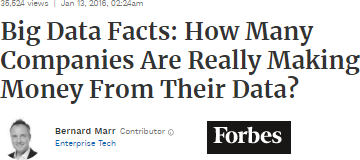 35,524 views | Jan 13, 2016, 02:24am
Big Data Facts: How Many
Companies Are Really Making
Money From Their Data?
Bernard Marr Contributor
Enterprise Tech
Forbes